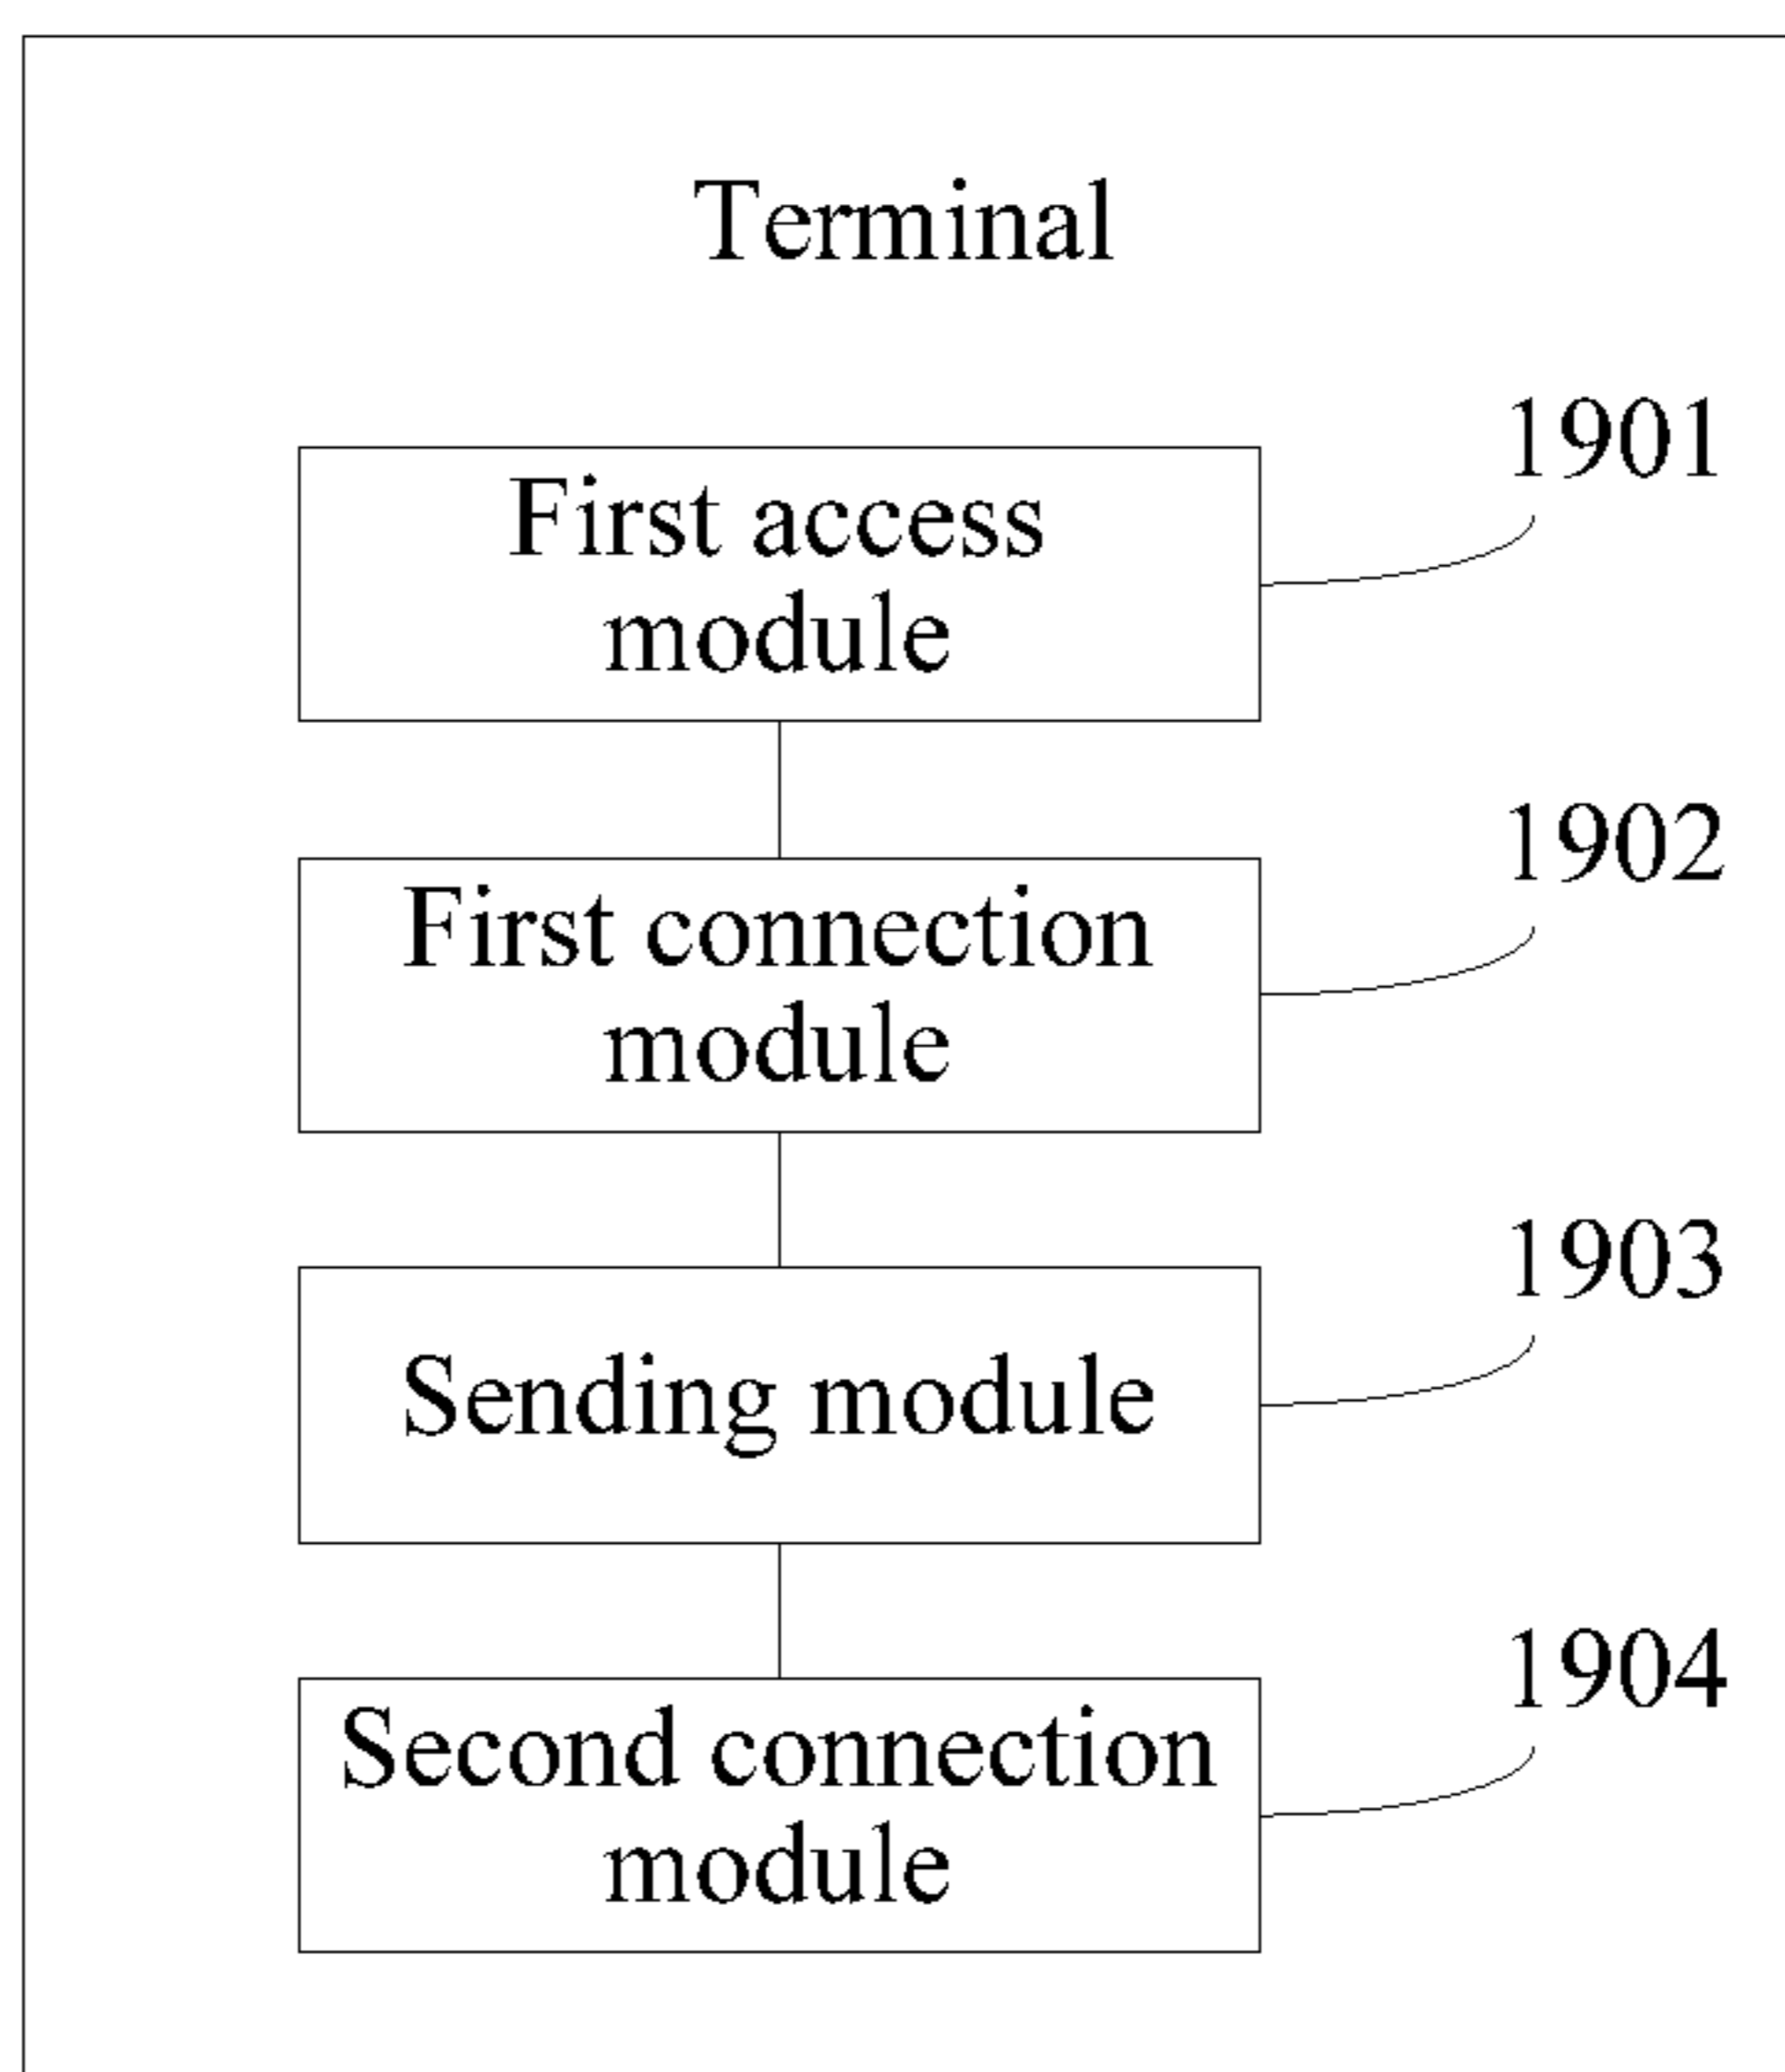 Terminal
1901
First access
module
1902
First connection
module
1903
Sending module
1904
Second connection
module